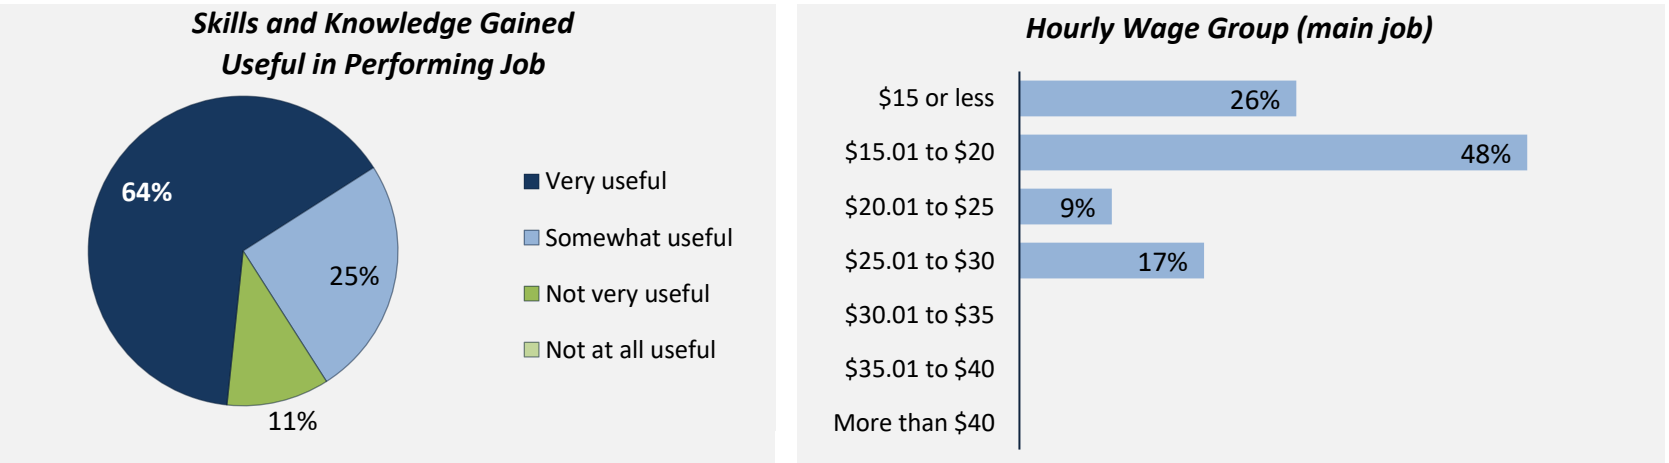 Skills and Knowledge Gained
Useful in Performing Job
64%
25%
11%
Very useful
Somewhat useful
Not very useful
Not at all useful
Hourly Wage Group (main job)
$15 or less
26%
$15.01 to $20
48%
$20.01 to $25
9%
$25.01 to $30
17%
$30.01 to $35
$35.01 to $40
More than $40